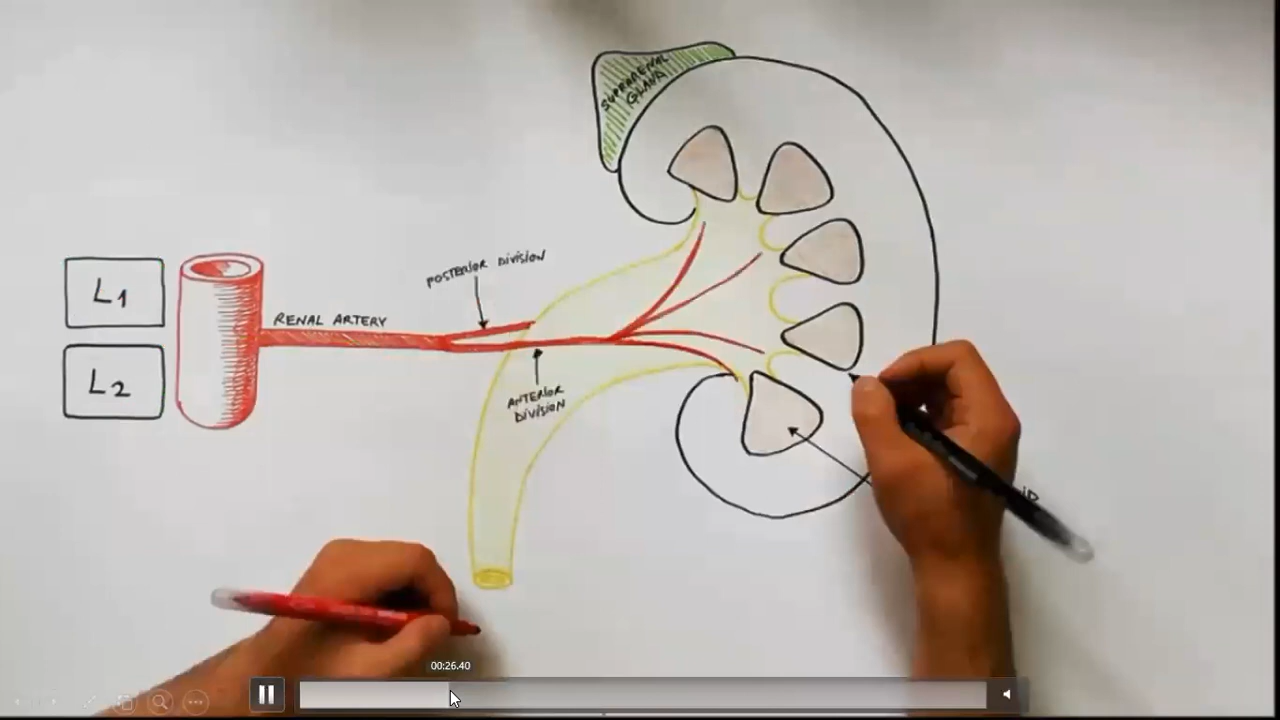 SUPRARENAL
GLAND
POSTERIOR DIVISION
L1
RENAL ARTERY
L2
ANTERIOR
DIVISION
00:26.40